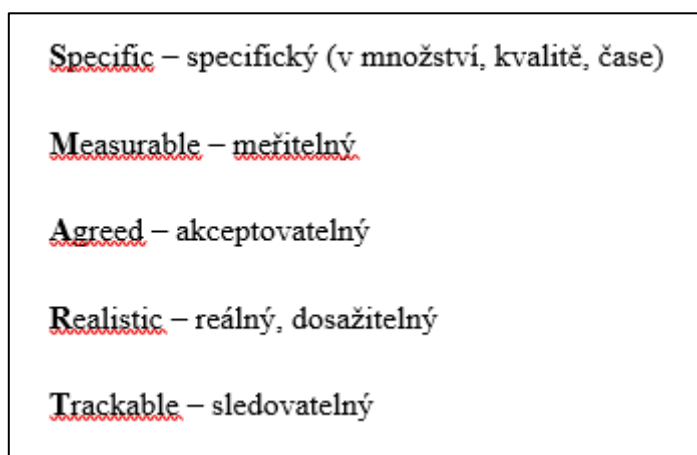 Specific – specifický (v množství, kvalitě, čase)
Measurable – meřitelný
Agreed – akceptovatelný
Realistic – reálný, dosažitelný
Trackable – sledovatelný